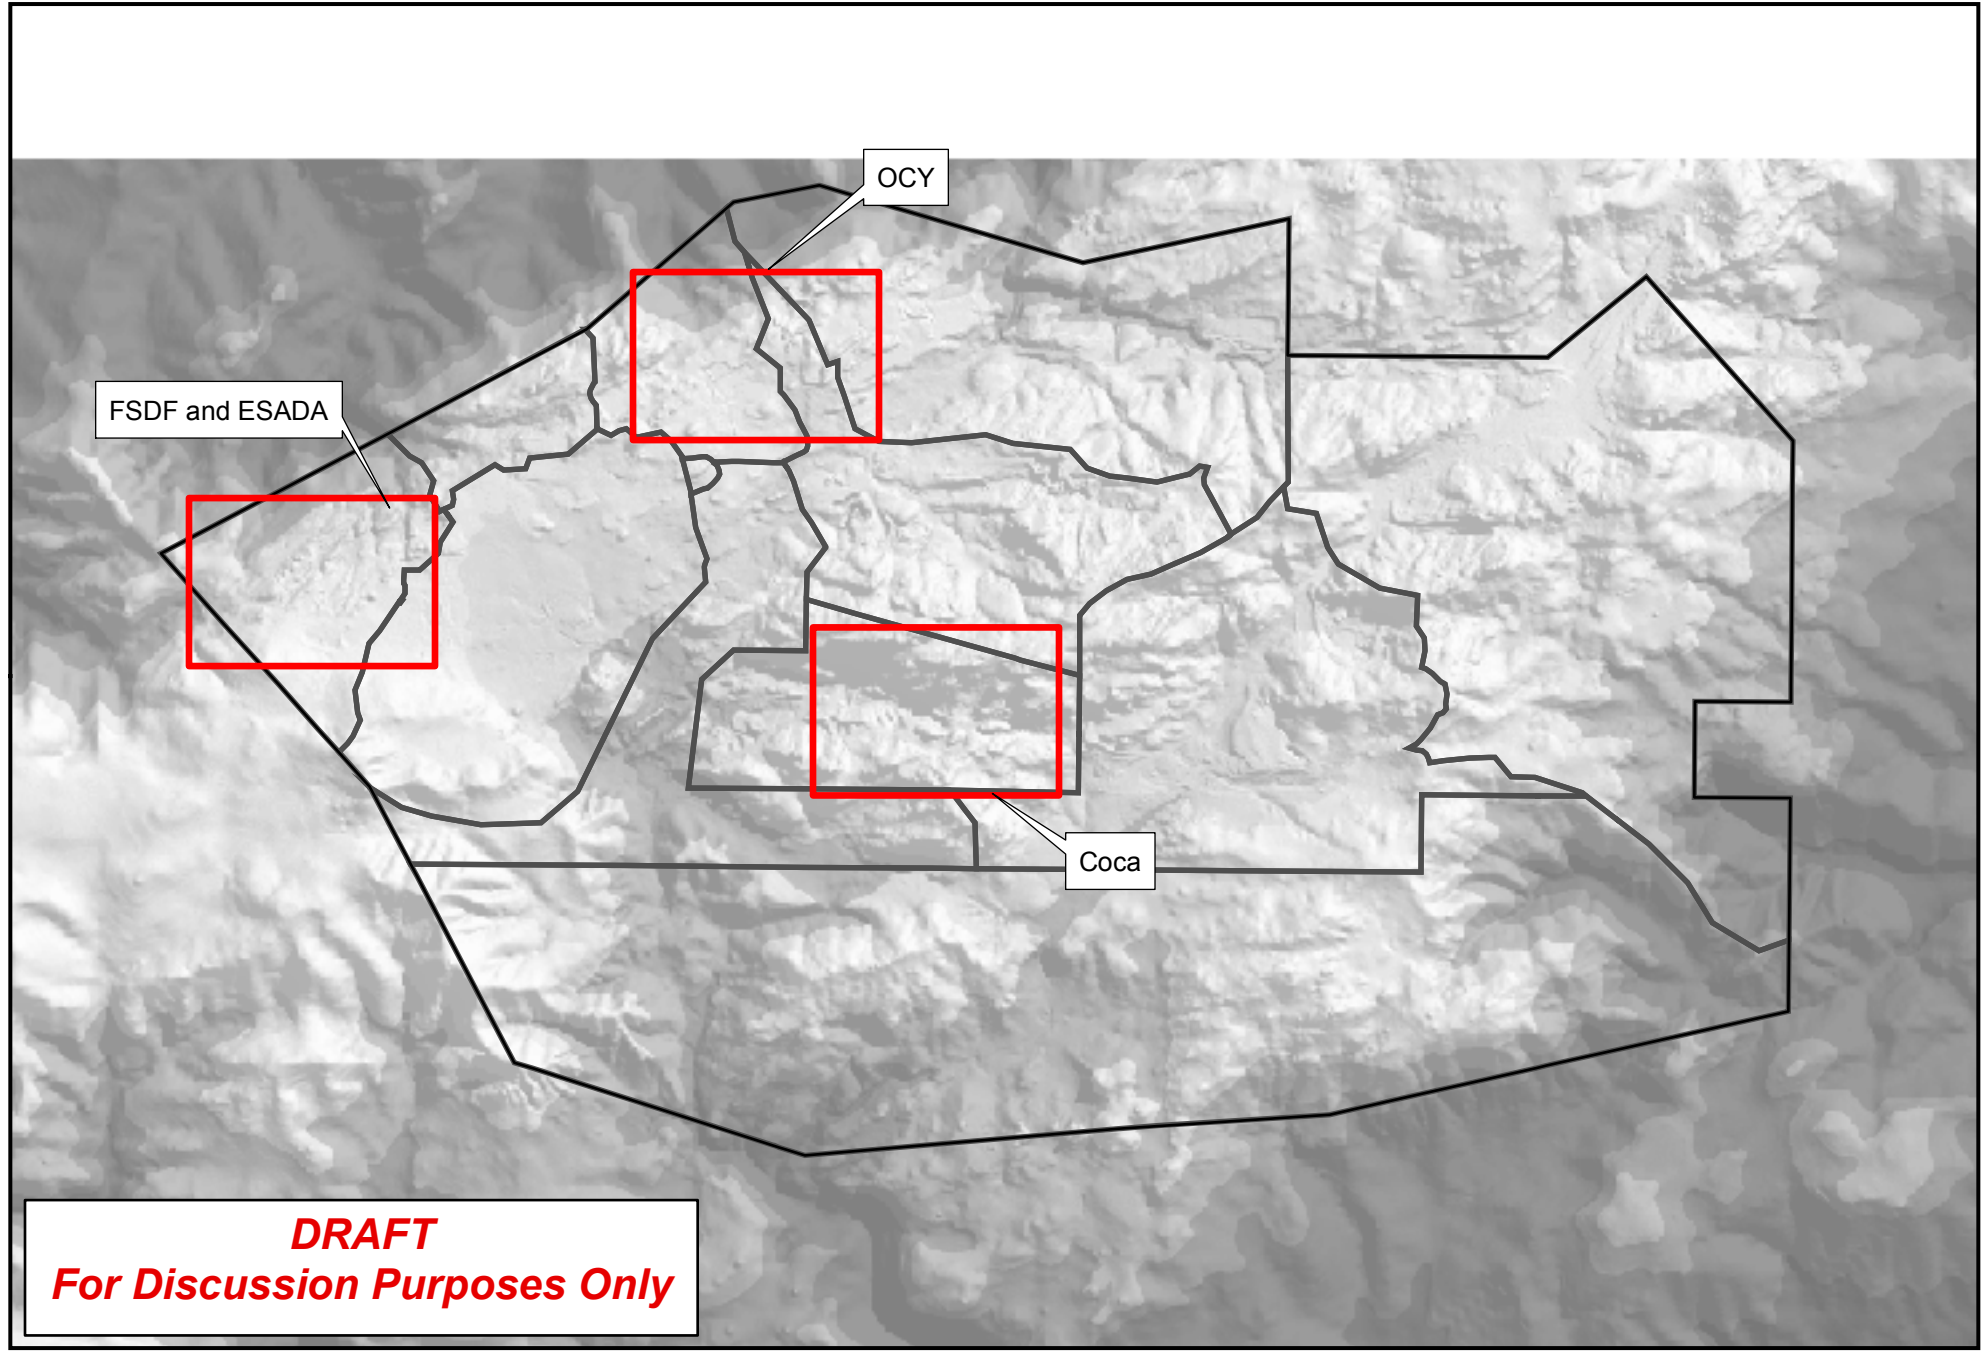 OCY
FSDF and ESADA
Coca
DRAFT
For Discussion Purposes Only